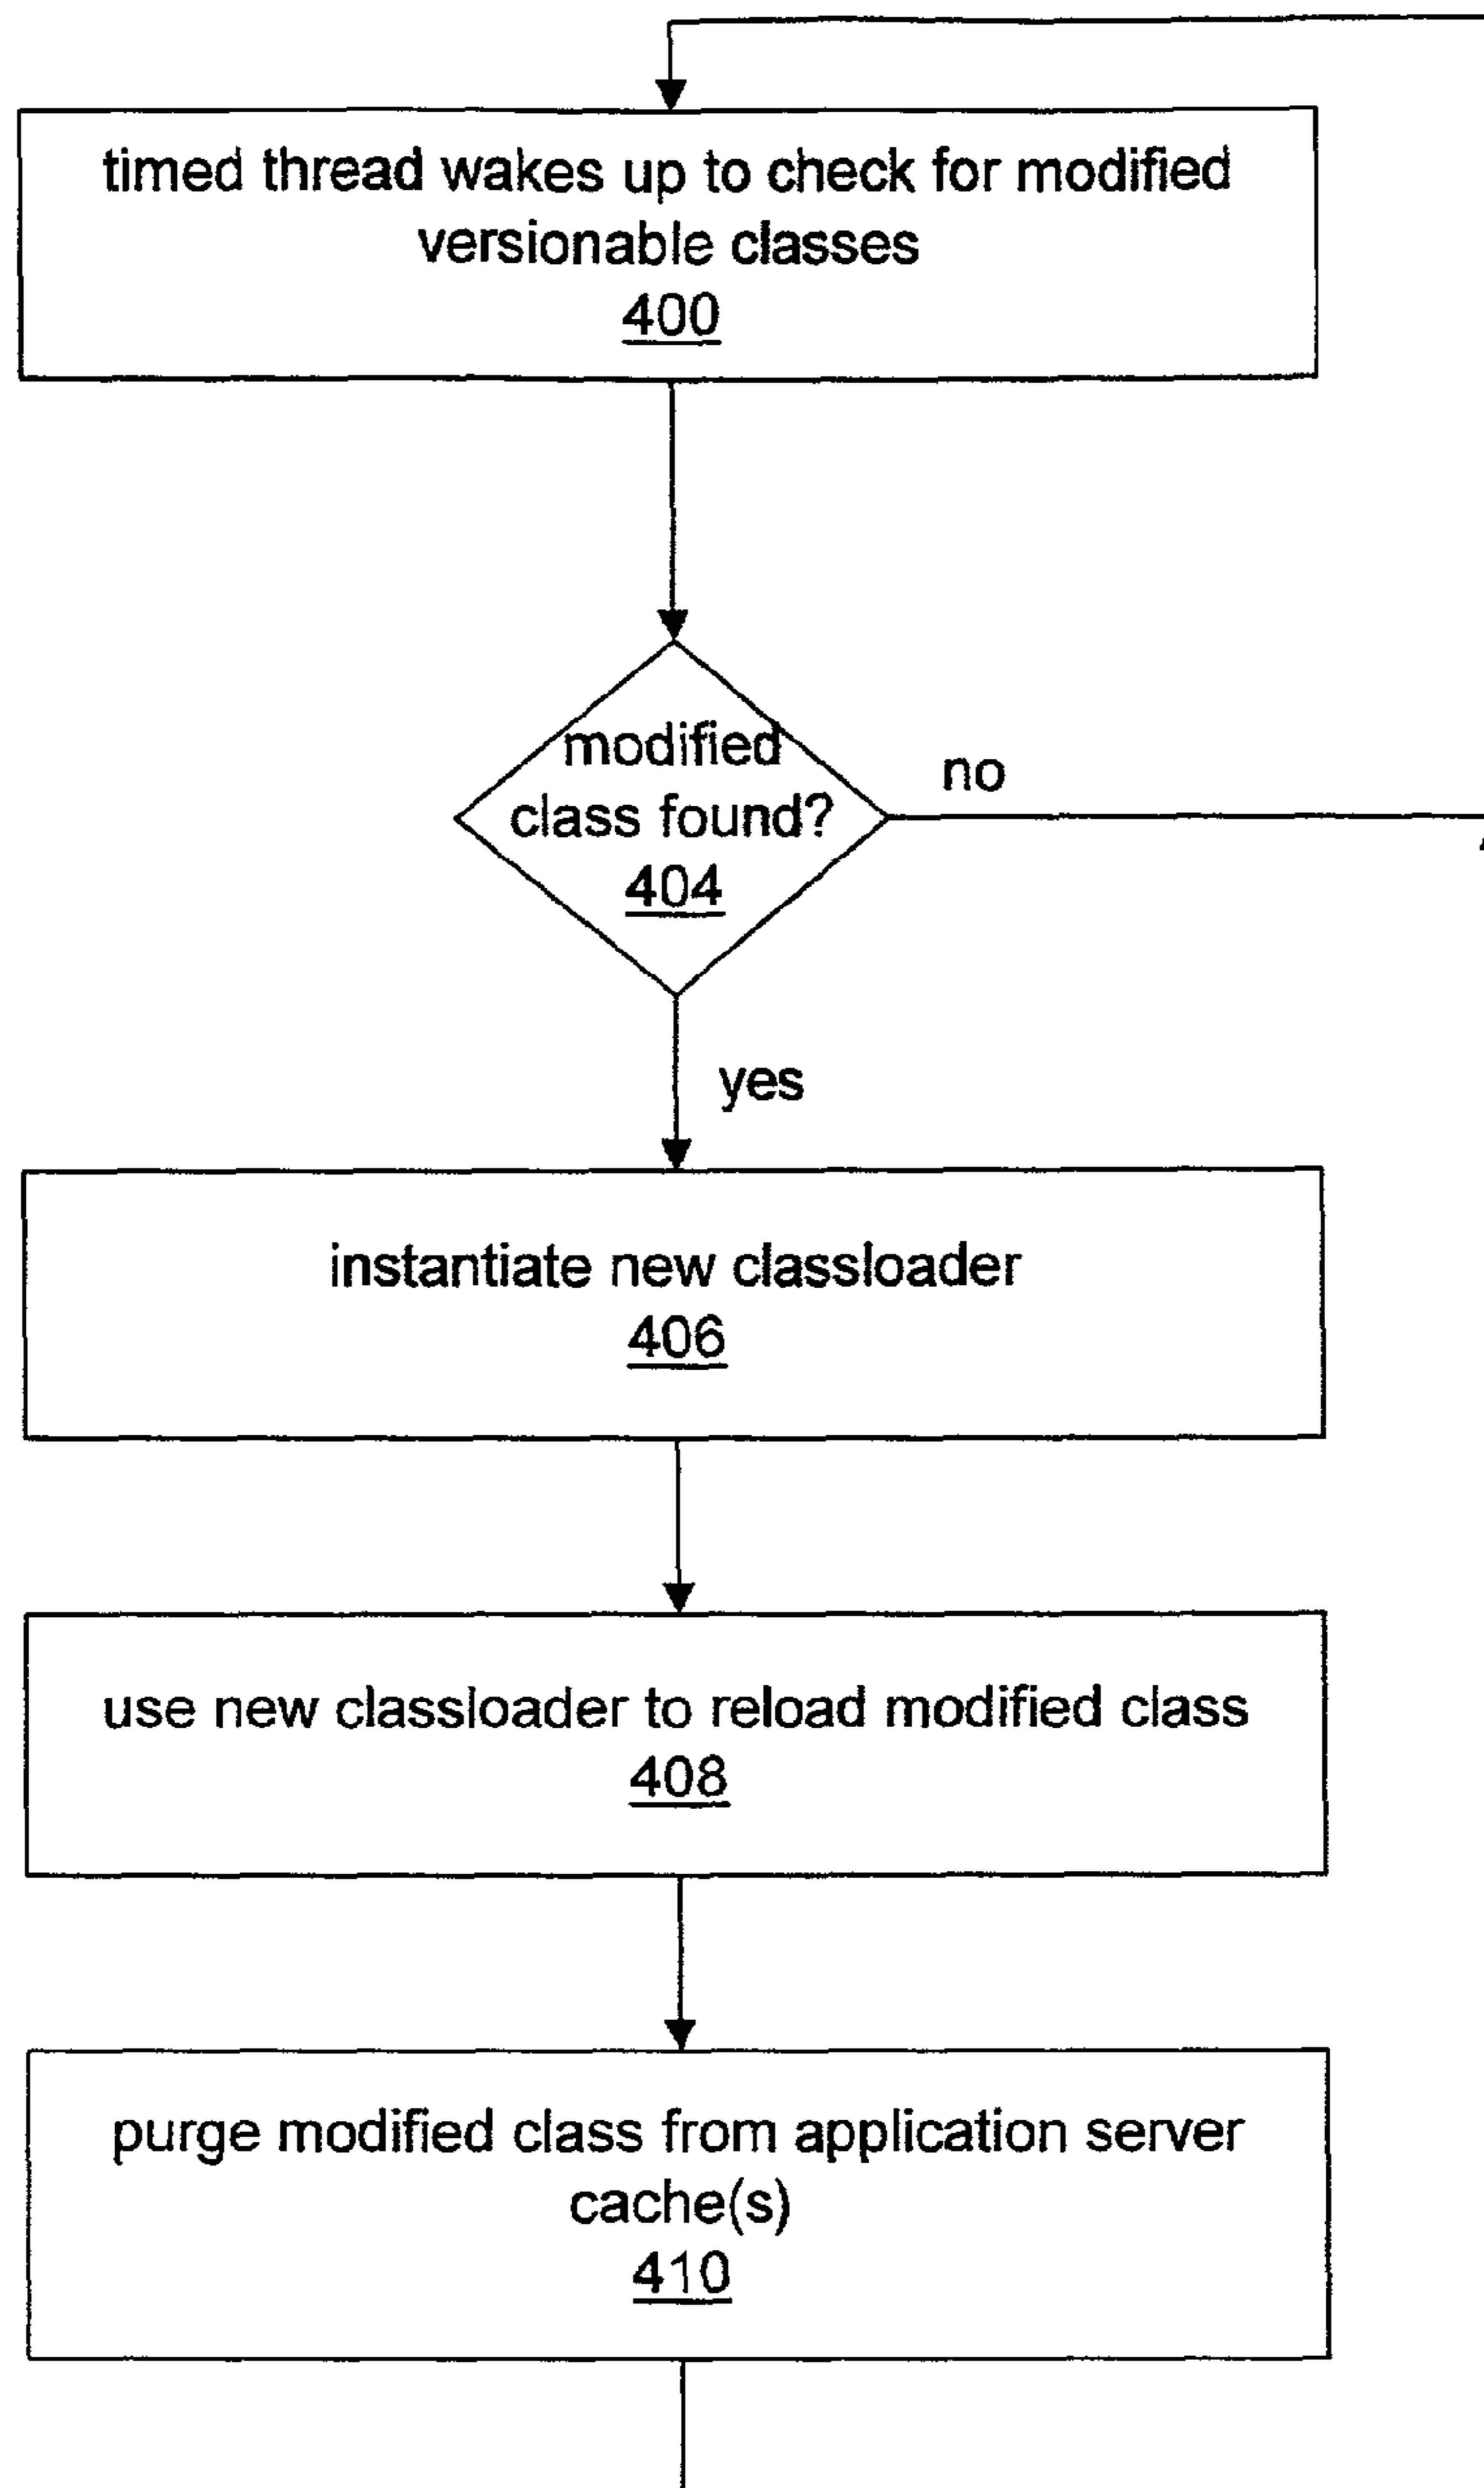 timed thread wakes up to check for modified
versionable classes
400
modified
class found?
404
no
yes
instantiate new classloader
406
use new classloader to reload modified class
408
purge modified class from application server
cache(s)
410